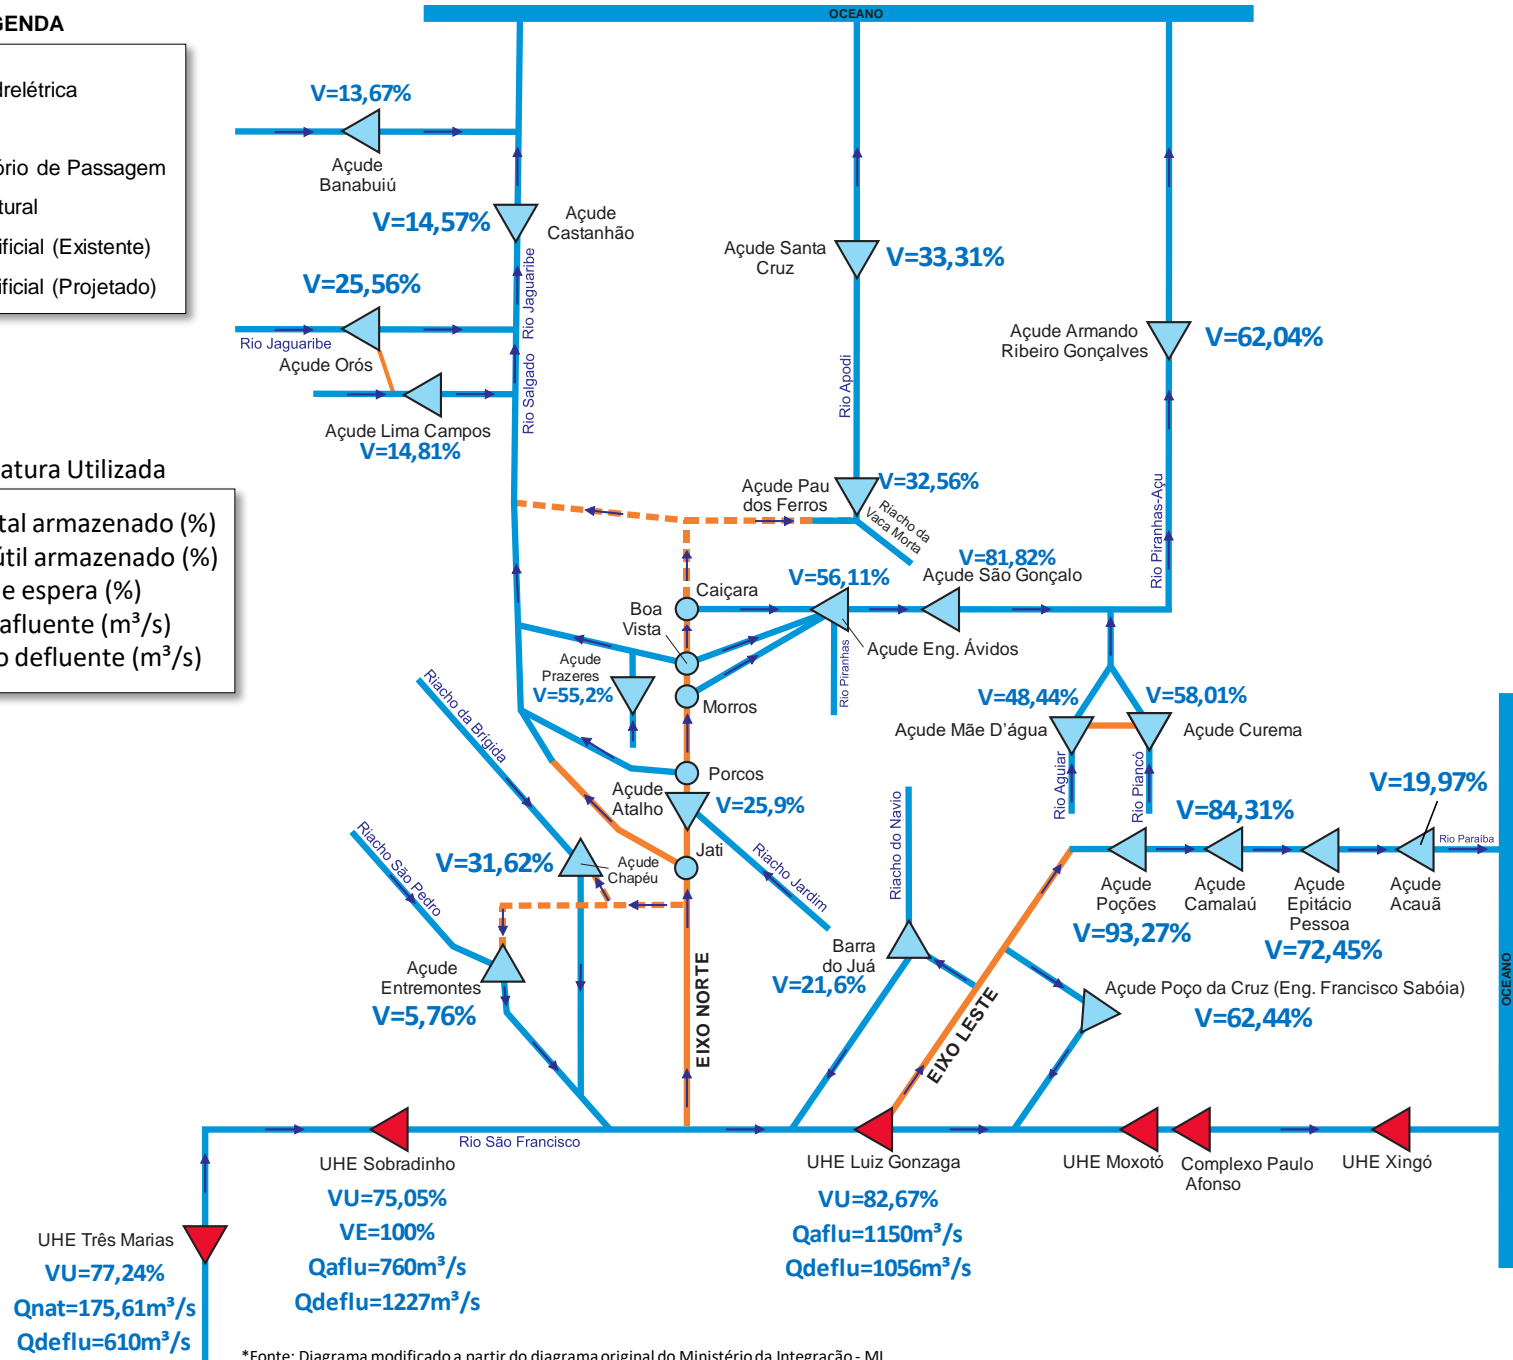 OCEANO
GENDA
drelétrica
ório de Passagem
tural
ificial (Existente)
ificial (Projetado)
V=13,67%
Açude
Banabuiú
V=14,57%
Açude
Castanhão
Rio Jaguaribe
V=25,56%
Rio Jaguaribe
Açude Orós
Rio Salgado
Açude Lima Campos
V=14,81%
Açude Santa
Cruz
V=33,31%
Rio Apodi
Açude Armando
Ribeiro Gonçalves
V=62,04%
Rio Piranhas-Açu
atura Utilizada
tal armazenado (%)
útil armazenado (%)
e espera (%)
afluente (m³/s)
o defluente (m³/s)
Açude Pau
dos Ferros
V=32,56%
Riacho da
Vaca Morta
V=81,82%
Açude São Gonçalo
V=56,11%
Caiçara
Boa
Vista
Açude Eng. Ávidos
Rio Piranhas
Açude
Prazeres
V=55,2%
Morros
Riacho da Brígida
Porcos
V=48,44%
Açude Mãe D'água
V=58,01%
Açude Curema
Rio Aguiar
Rio Piancó
Açude
Atalho
V=25,9%
Jati
Riacho Jardim
Riacho do Navio
V=19,97%
V=84,31%
Rio Paraíba
Açude
Poções
V=93,27%
Açude
Camalaú
Açude
Epitácio
Pessoa
V=72,45%
Açude
Acauã
Riacho São Pedro
V=31,62%
Açude
Chapéu
Açude
Entremontes
V=5,76%
EIXO NORTE
Barra
do Juá
V=21,6%
EIXO LESTE
Açude Poço da Cruz (Eng. Francisco Sabóia)
V=62,44%
OCEANO
Rio São Francisco
UHE Sobradinho
VU=75,05%
VE=100%
Qaflu=760m³/s
Qdeflu=1227m³/s
UHE Luiz Gonzaga
VU=82,67%
Qaflu=1150m³/s
Qdeflu=1056m³/s
UHE Moxotó
Complexo Paulo
Afonso
UHE Xingó
UHE Três Marias
VU=77,24%
Qnat=175,61m³/s
Qdeflu=610m³/s
*Fonte: Diagrama modificado a partir do diagrama original do Ministério da Integração - MI